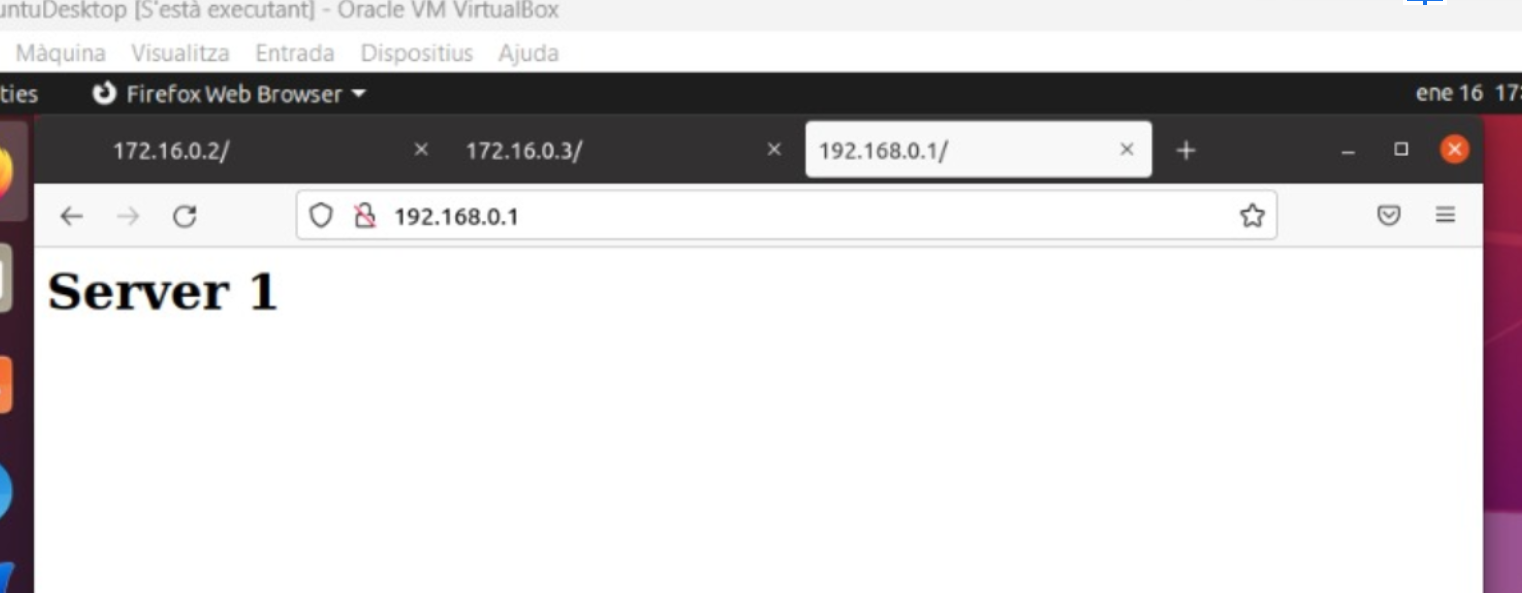 untuDesktop [S'està executant] - Oracle VM VirtualBox
Màquina Visualitza Entrada Dispositius Ajuda
ties Firefox Web Browser ene 16 17:
172.16.0.2/ 172.16.0.3/ 192.168.0.1/
192.168.0.1
Server 1